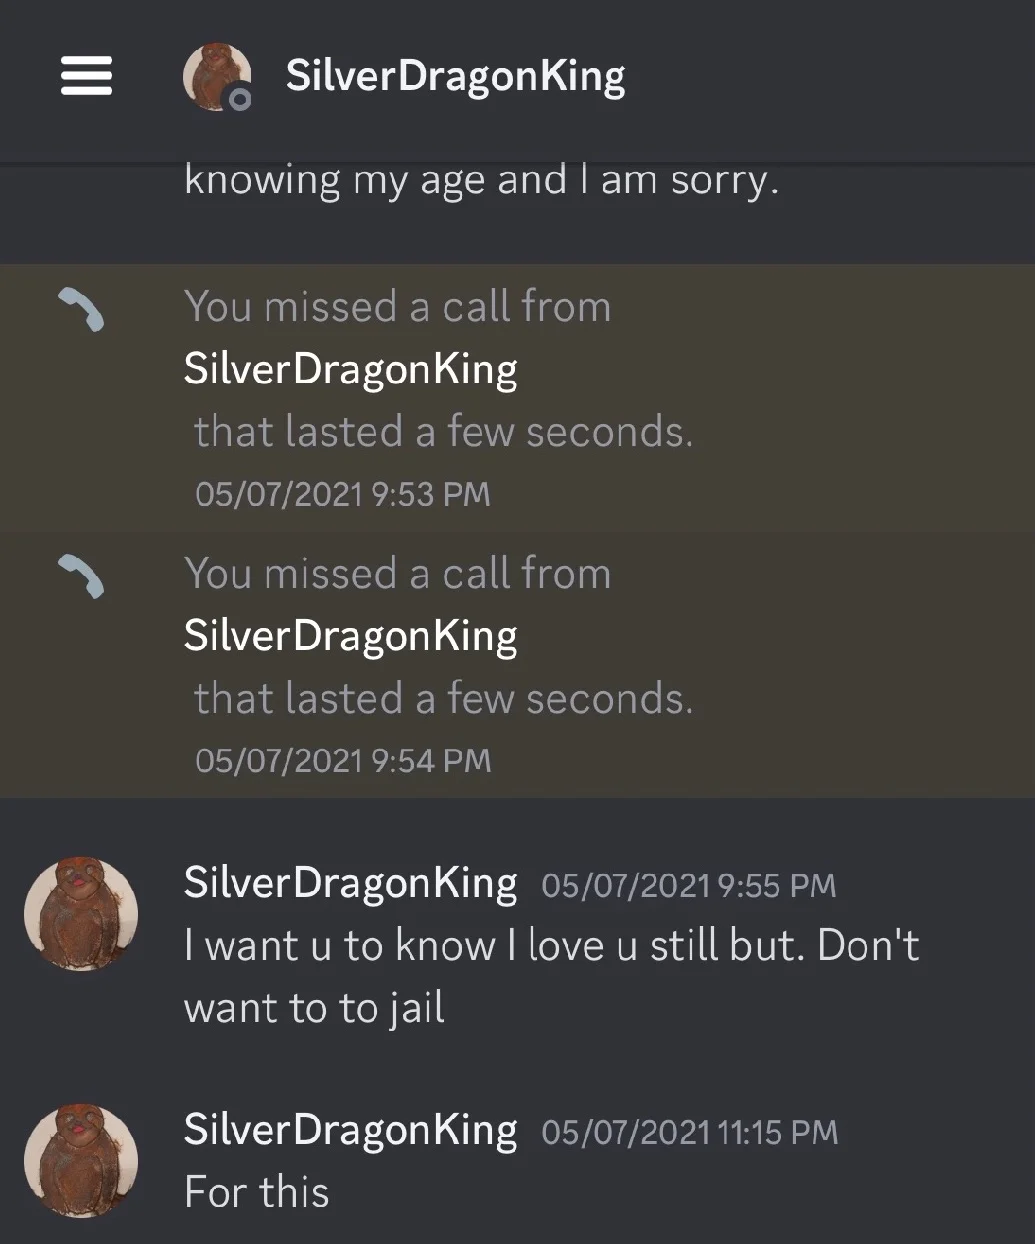 SilverDragonKing
knowing my age and I am sorry.
You missed a call from
SilverDragonKing
that lasted a few seconds.
05/07/2021 9:53 PM
You missed a call from
SilverDragonKing
that lasted a few seconds.
05/07/2021 9:54 PM
SilverDragonKing 05/07/2021 9:55 PM
I want u to know I love u still but. Don't
want to to jail
SilverDragonKing 05/07/2021 11:15 PM
For this